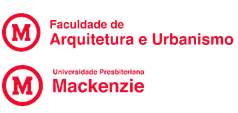 M
Faculdade de
Arquitetura e Urbanismo
M
Universidade Presbiteriana
Mackenzie